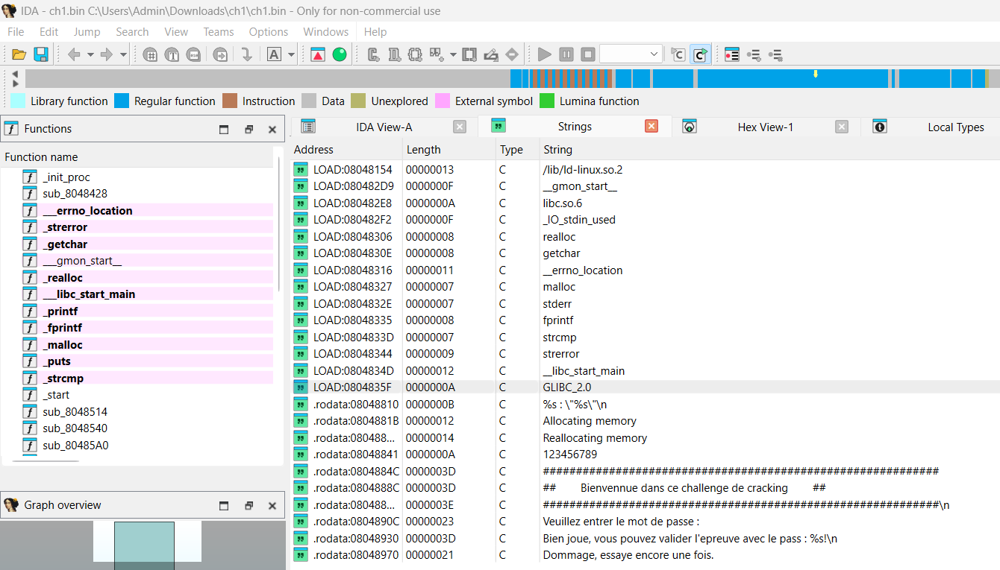 IDA - ch1.bin C:\Users\Admin\Downloads\ch1\ch1.bin - Only for non-commercial use
File Edit Jump Search View Teams Options Windows Help
Library function Regular function Instruction Data Unexplored External symbol Lumina function
Functions
Function name
_init_proc
sub_8048428
___errno_location
_strerror
_getchar
___gmon_start__
_realloc
___libc_start_main
_printf
_fprintf
_malloc
_puts
_strcmp
_start
sub_8048514
sub_8048540
sub_80485A0
Graph overview
IDA View-A Strings Hex View-1 Local Types
Address Length Type String
LOAD:08048154 00000013 C /lib/ld-linux.so.2
LOAD:080482D9 0000000F C __gmon_start__
LOAD:080482E8 0000000A C libc.so.6
LOAD:080482F2 0000000F C _IO_stdin_used
LOAD:08048306 00000008 C realloc
LOAD:0804830E 00000008 C getchar
LOAD:08048316 00000011 C __errno_location
LOAD:08048327 00000007 C malloc
LOAD:0804832E 00000007 C stderr
LOAD:08048335 00000008 C fprintf
LOAD:0804833D 00000007 C strcmp
LOAD:08048344 00000009 C strerror
LOAD:0804834D 00000012 C __libc_start_main
LOAD:0804835F 0000000A C GLIBC_2.0
.rodata:08048810 0000000B C %s : \"%s\"\n
.rodata:0804881B 00000012 C Allocating memory
.rodata:080488... 00000014 C Reallocating memory
.rodata:08048841 0000000A C 123456789
.rodata:0804884C 0000003D C ############################################################
.rodata:0804888C 0000003D C ## Bienvennue dans ce challenge de cracking ##
.rodata:080488... 0000003E C ############################################################\n
.rodata:0804890C 00000023 C Veuillez entrer le mot de passe :
.rodata:08048930 0000003D C Bien joue, vous pouvez valider l'epreuve avec le pass : %s!\n
.rodata:08048970 00000021 C Dommage, essaye encore une fois.